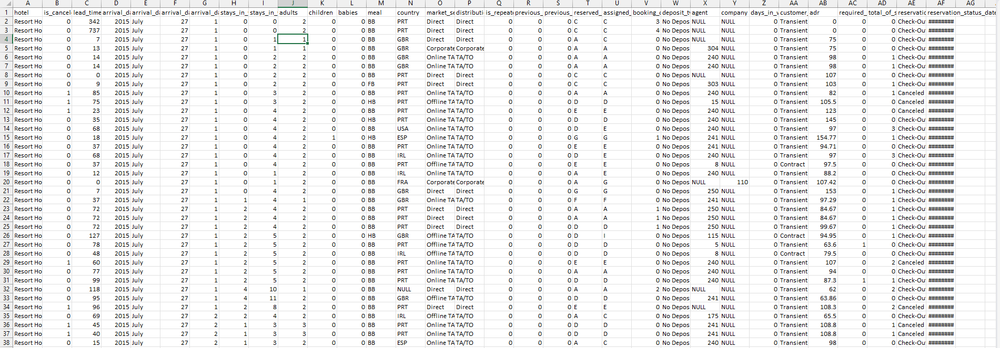 A B C D E F G H I J K L M N O P Q R S T U V W X Y Z AA AB AC AD AE AF AG
1 hotel is_cancel lead_time arrival_da arrival_da arrival_da arrival_da stays_in_ stays_in_ adults children babies meal country market_se distributi is_repeate previous_ previous_ reserved_ assigned_ booking_c deposit_ty agent company days_in_w customer_ adr required_ total_of_s reservatio reservation_status_date
2 Resort Ho 0 342 2015 July 27 1 0 0 2 0 0 BB PRT Direct Direct 0 0 0 C C 3 No Depos NULL NULL 0 Transient 0 0 0 Check-Ou ########
3 Resort Ho 0 737 2015 July 27 1 0 0 2 0 0 BB PRT Direct Direct 0 0 0 C C 4 No Depos NULL NULL 0 Transient 0 0 0 Check-Ou ########
4 Resort Ho 0 7 2015 July 27 1 0 1 1 0 0 BB GBR Direct Direct 0 0 0 A C 0 No Depos NULL NULL 0 Transient 75 0 0 Check-Ou ########
5 Resort Ho 0 13 2015 July 27 1 0 1 1 0 0 BB GBR Corporate Corporate 0 0 0 A A 0 No Depos 304 NULL 0 Transient 75 0 0 Check-Ou ########
6 Resort Ho 0 14 2015 July 27 1 0 2 2 0 0 BB GBR Online TA TA/TO 0 0 0 A A 0 No Depos 240 NULL 0 Transient 98 0 1 Check-Ou ########
7 Resort Ho 0 14 2015 July 27 1 0 2 2 0 0 BB GBR Online TA TA/TO 0 0 0 A A 0 No Depos 240 NULL 0 Transient 98 0 1 Check-Ou ########
8 Resort Ho 0 0 2015 July 27 1 0 2 2 0 0 BB PRT Direct Direct 0 0 0 C C 0 No Depos NULL NULL 0 Transient 107 0 0 Check-Ou ########
9 Resort Ho 0 9 2015 July 27 1 0 2 2 0 0 FB PRT Direct Direct 0 0 0 C C 0 No Depos 303 NULL 0 Transient 103 0 1 Check-Ou ########
10 Resort Ho 1 85 2015 July 27 1 0 3 2 0 0 BB PRT Online TA TA/TO 0 0 0 A A 0 No Depos 240 NULL 0 Transient 82 0 1 Canceled ########
11 Resort Ho 1 75 2015 July 27 1 0 3 2 0 0 HB PRT Offline TA TA/TO 0 0 0 D D 0 No Depos 15 NULL 0 Transient 105.5 0 0 Canceled ########
12 Resort Ho 1 23 2015 July 27 1 0 4 2 0 0 BB PRT Online TA TA/TO 0 0 0 E E 0 No Depos 240 NULL 0 Transient 123 0 0 Canceled ########
13 Resort Ho 0 35 2015 July 27 1 0 4 2 0 0 HB PRT Online TA TA/TO 0 0 0 D D 0 No Depos 240 NULL 0 Transient 145 0 0 Check-Ou ########
14 Resort Ho 0 68 2015 July 27 1 0 4 2 0 0 BB USA Online TA TA/TO 0 0 0 D E 0 No Depos 240 NULL 0 Transient 97 0 3 Check-Ou ########
15 Resort Ho 0 18 2015 July 27 1 0 4 2 1 0 HB ESP Online TA TA/TO 0 0 0 G G 1 No Depos 241 NULL 0 Transient 154.77 0 1 Check-Ou ########
16 Resort Ho 0 37 2015 July 27 1 0 4 2 0 0 BB PRT Online TA TA/TO 0 0 0 E E 0 No Depos 241 NULL 0 Transient 94.71 0 0 Check-Ou ########
17 Resort Ho 0 68 2015 July 27 1 0 4 2 0 0 BB IRL Online TA TA/TO 0 0 0 D E 0 No Depos 240 NULL 0 Transient 97 0 3 Check-Ou ########
18 Resort Ho 0 37 2015 July 27 1 0 4 2 0 0 BB PRT Offline TA TA/TO 0 0 0 E E 0 No Depos 8 NULL 0 Contract 97.5 0 0 Check-Ou ########
19 Resort Ho 0 12 2015 July 27 1 0 1 2 0 0 BB IRL Online TA TA/TO 0 0 0 A E 0 No Depos 240 NULL 0 Transient 88.2 0 0 Check-Ou ########
20 Resort Ho 0 0 2015 July 27 1 0 1 2 0 0 BB FRA Corporate Corporate 0 0 0 A G 0 No Depos NULL 110 0 Transient 107.42 0 0 Check-Ou ########
21 Resort Ho 0 7 2015 July 27 1 0 4 2 0 0 BB GBR Direct Direct 0 0 0 G G 0 No Depos 250 NULL 0 Transient 153 0 1 Check-Ou ########
22 Resort Ho 0 37 2015 July 27 1 1 4 1 0 0 BB GBR Online TA TA/TO 0 0 0 F F 0 No Depos 241 NULL 0 Transient 97.29 0 1 Check-Ou ########
23 Resort Ho 0 72 2015 July 27 1 2 4 2 0 0 BB PRT Direct Direct 0 0 0 A A 1 No Depos 250 NULL 0 Transient 84.67 0 1 Check-Ou ########
24 Resort Ho 0 72 2015 July 27 1 2 4 2 0 0 BB PRT Direct Direct 0 0 0 A A 1 No Depos 250 NULL 0 Transient 84.67 0 1 Check-Ou ########
25 Resort Ho 0 72 2015 July 27 1 2 4 2 0 0 BB PRT Direct Direct 0 0 0 D D 1 No Depos 250 NULL 0 Transient 99.67 0 1 Check-Ou ########
26 Resort Ho 0 127 2015 July 27 1 2 5 2 0 0 HB GBR Offline TA TA/TO 0 0 0 D I 0 No Depos 115 NULL 0 Contract 94.95 0 1 Check-Ou ########
27 Resort Ho 0 78 2015 July 27 1 2 5 2 0 0 BB PRT Offline TA TA/TO 0 0 0 D D 0 No Depos 5 NULL 0 Transient 63.6 1 0 Check-Ou ########
28 Resort Ho 0 48 2015 July 27 1 2 5 2 0 0 BB IRL Offline TA TA/TO 0 0 0 D D 0 No Depos 8 NULL 0 Contract 79.5 0 0 Check-Ou ########
29 Resort Ho 1 60 2015 July 27 1 2 5 2 0 0 BB PRT Online TA TA/TO 0 0 0 E E 0 No Depos 240 NULL 0 Transient 107 0 2 Canceled ########
30 Resort Ho 0 77 2015 July 27 1 2 5 2 0 0 BB PRT Online TA TA/TO 0 0 0 A A 0 No Depos 240 NULL 0 Transient 94 0 0 Check-Ou ########
31 Resort Ho 0 99 2015 July 27 1 2 5 2 0 0 BB PRT Online TA TA/TO 0 0 0 D D 0 No Depos 240 NULL 0 Transient 87.3 1 1 Check-Ou ########
32 Resort Ho 0 118 2015 July 27 1 4 10 1 0 0 BB NULL Direct Direct 0 0 0 A A 2 No Depos NULL NULL 0 Transient 62 0 2 Check-Ou ########
33 Resort Ho 0 95 2015 July 27 1 4 11 2 0 0 BB GBR Offline TA TA/TO 0 0 0 D D 0 No Depos 241 NULL 0 Transient 63.86 0 0 Check-Ou ########
34 Resort Ho 1 96 2015 July 27 1 2 8 2 0 0 BB PRT Direct Direct 0 0 0 E E 0 No Depos NULL NULL 0 Transient 108.3 0 2 Canceled ########
35 Resort Ho 0 69 2015 July 27 2 2 4 2 0 0 BB IRL Offline TA TA/TO 0 0 0 A C 0 No Depos 175 NULL 0 Transient 65.5 0 0 Check-Ou ########
36 Resort Ho 1 45 2015 July 27 2 1 3 3 0 0 BB PRT Online TA TA/TO 0 0 0 D D 0 No Depos 241 NULL 0 Transient 108.8 0 1 Canceled ########
37 Resort Ho 1 40 2015 July 27 2 1 3 3 0 0 BB PRT Online TA TA/TO 0 0 0 D D 0 No Depos 241 NULL 0 Transient 108.8 0 1 Canceled ########
38 Resort Ho 0 15 2015 July 27 2 1 3 2 0 0 BB ESP Online TA TA/TO 0 0 0 A C 0 No Depos 240 NULL 0 Transient 98 0 0 Check-Ou ########